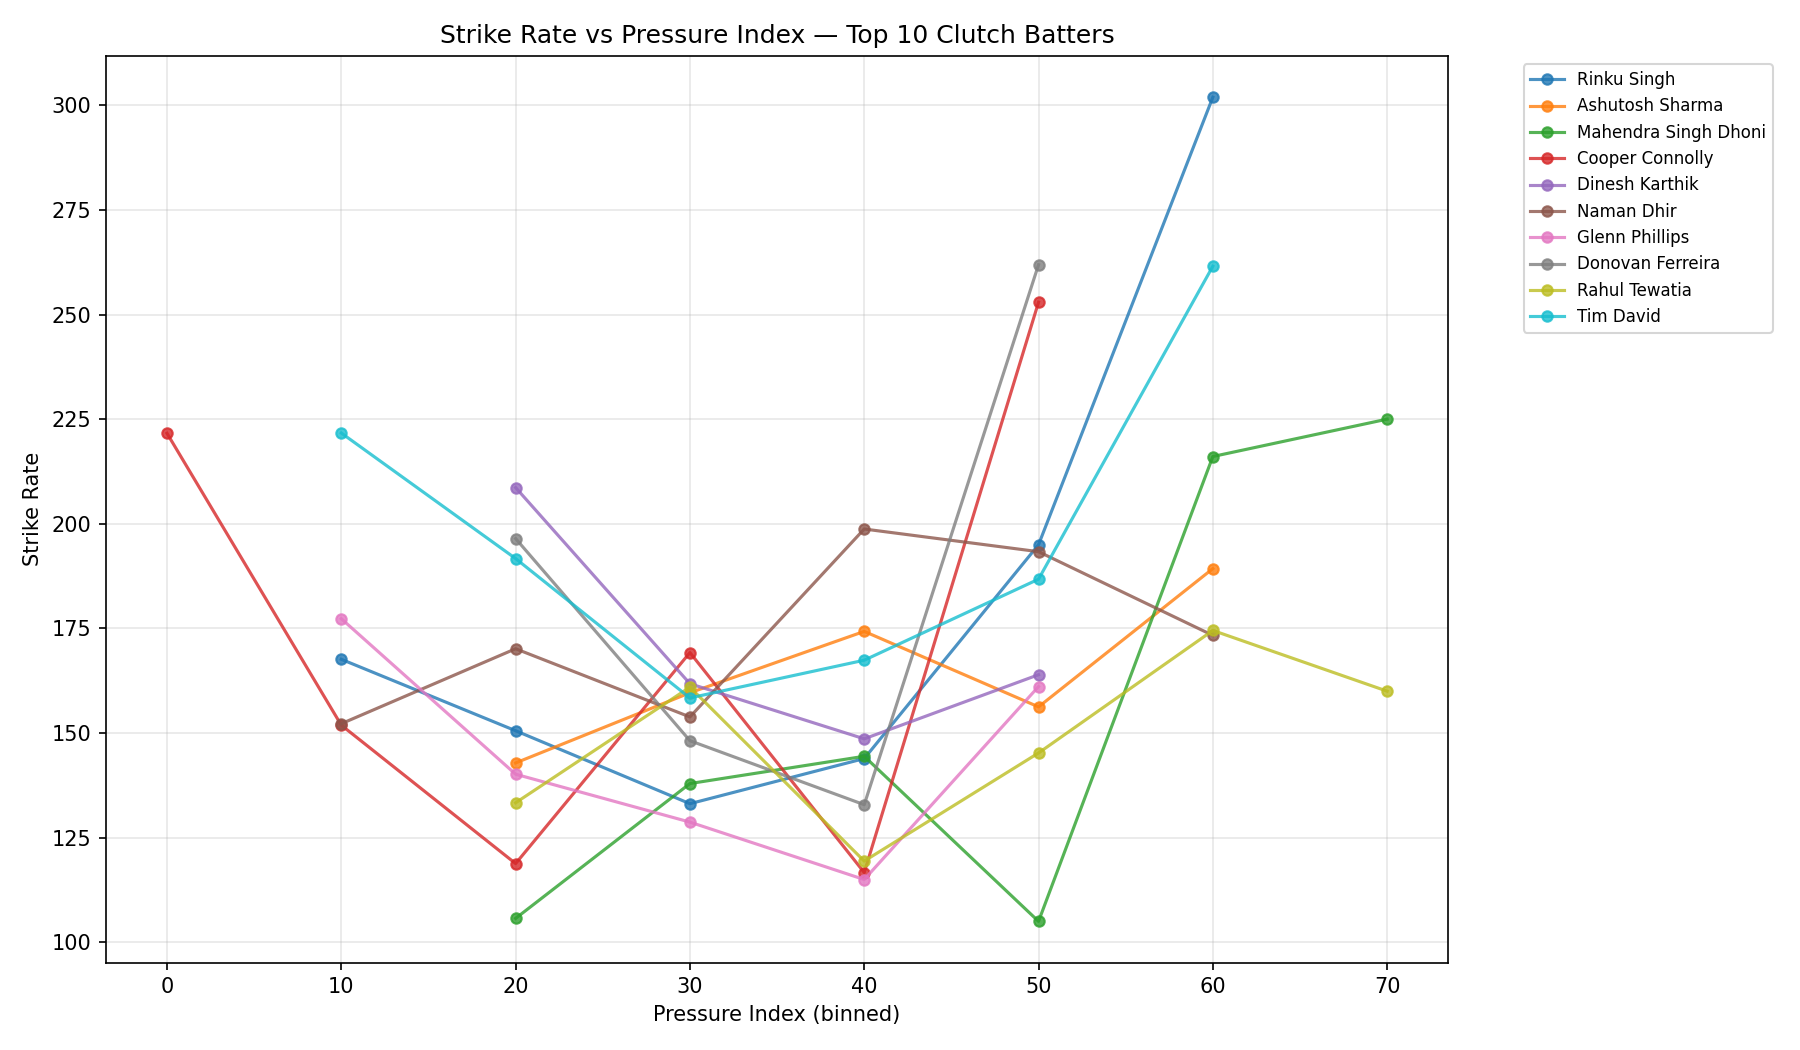 Strike Rate vs Pressure Index — Top 10 Clutch Batters
Strike Rate
300
275
250
225
200
175
150
125
100
0 10 20 30 40 50 60 70
Pressure Index (binned)
Rinku Singh
Ashutosh Sharma
Mahendra Singh Dhoni
Cooper Connolly
Dinesh Karthik
Naman Dhir
Glenn Phillips
Donovan Ferreira
Rahul Tewatia
Tim David